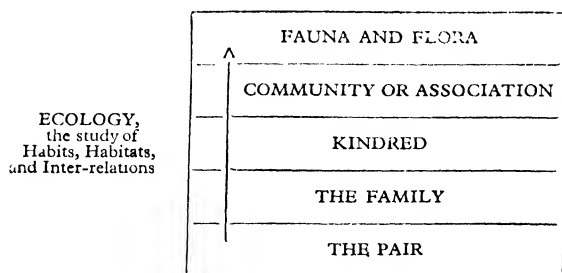 FAUNA AND FLORA
COMMUNITY OR ASSOCIATION
ECOLOGY,
the study of
Habits, Habitats,
and Inter-relations
KINDRED
THE FAMILY
THE PAIR